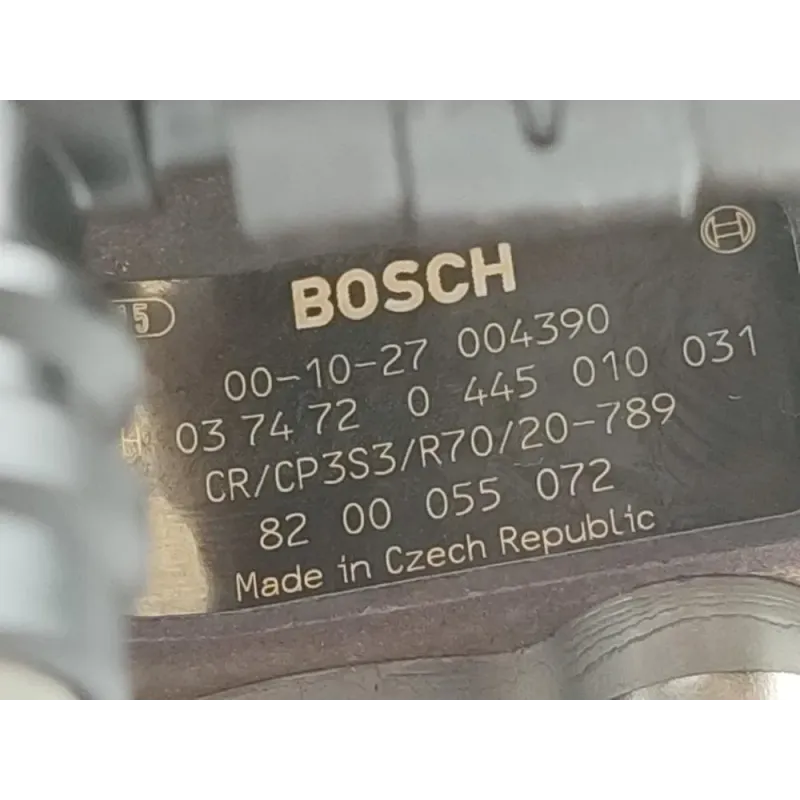 BOSCH
15
00-10-27 004390
H 03 74 72 0 445 010 031
CR/CP3S3/R70/20-789
82 00 055 072
Made in Czech Republic